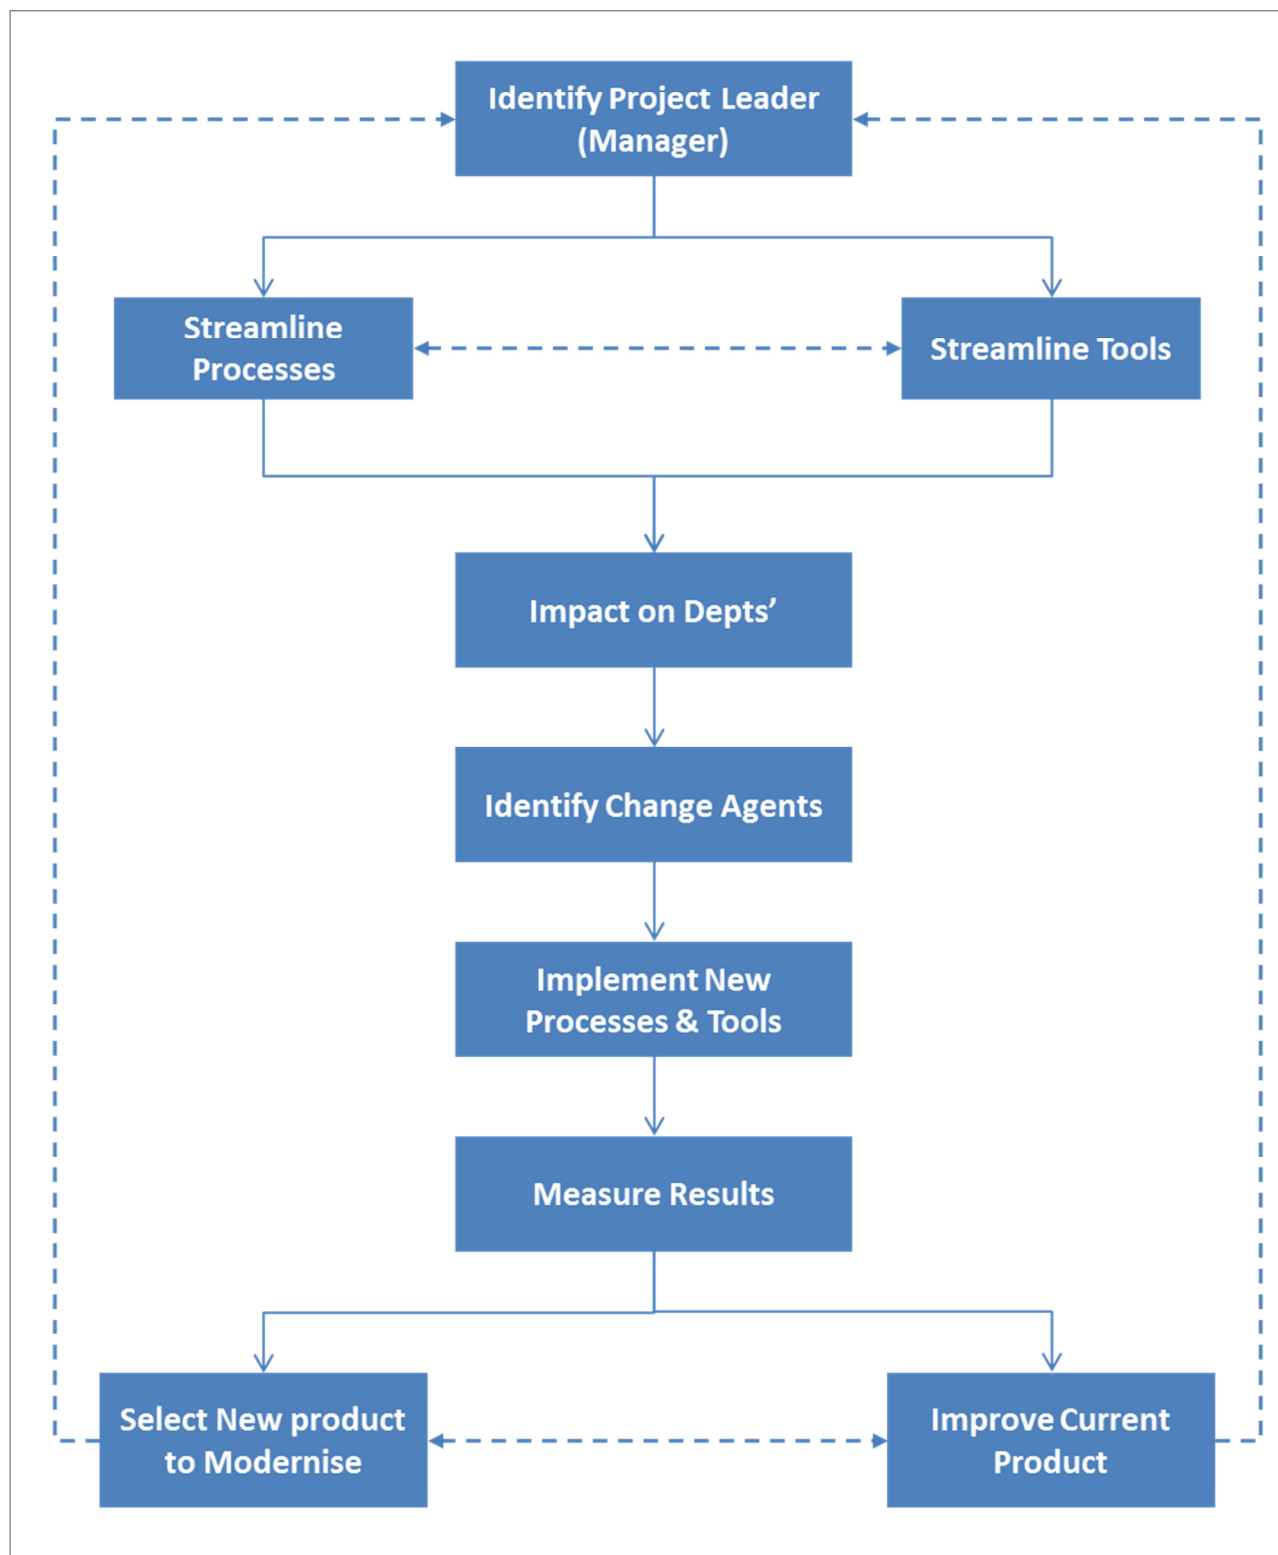 Identify Project Leader
(Manager)
Streamline
Processes
Streamline Tools
Impact on Depts’
Identify Change Agents
Implement New
Processes & Tools
Measure Results
Select New product
to Modernise
Improve Current
Product